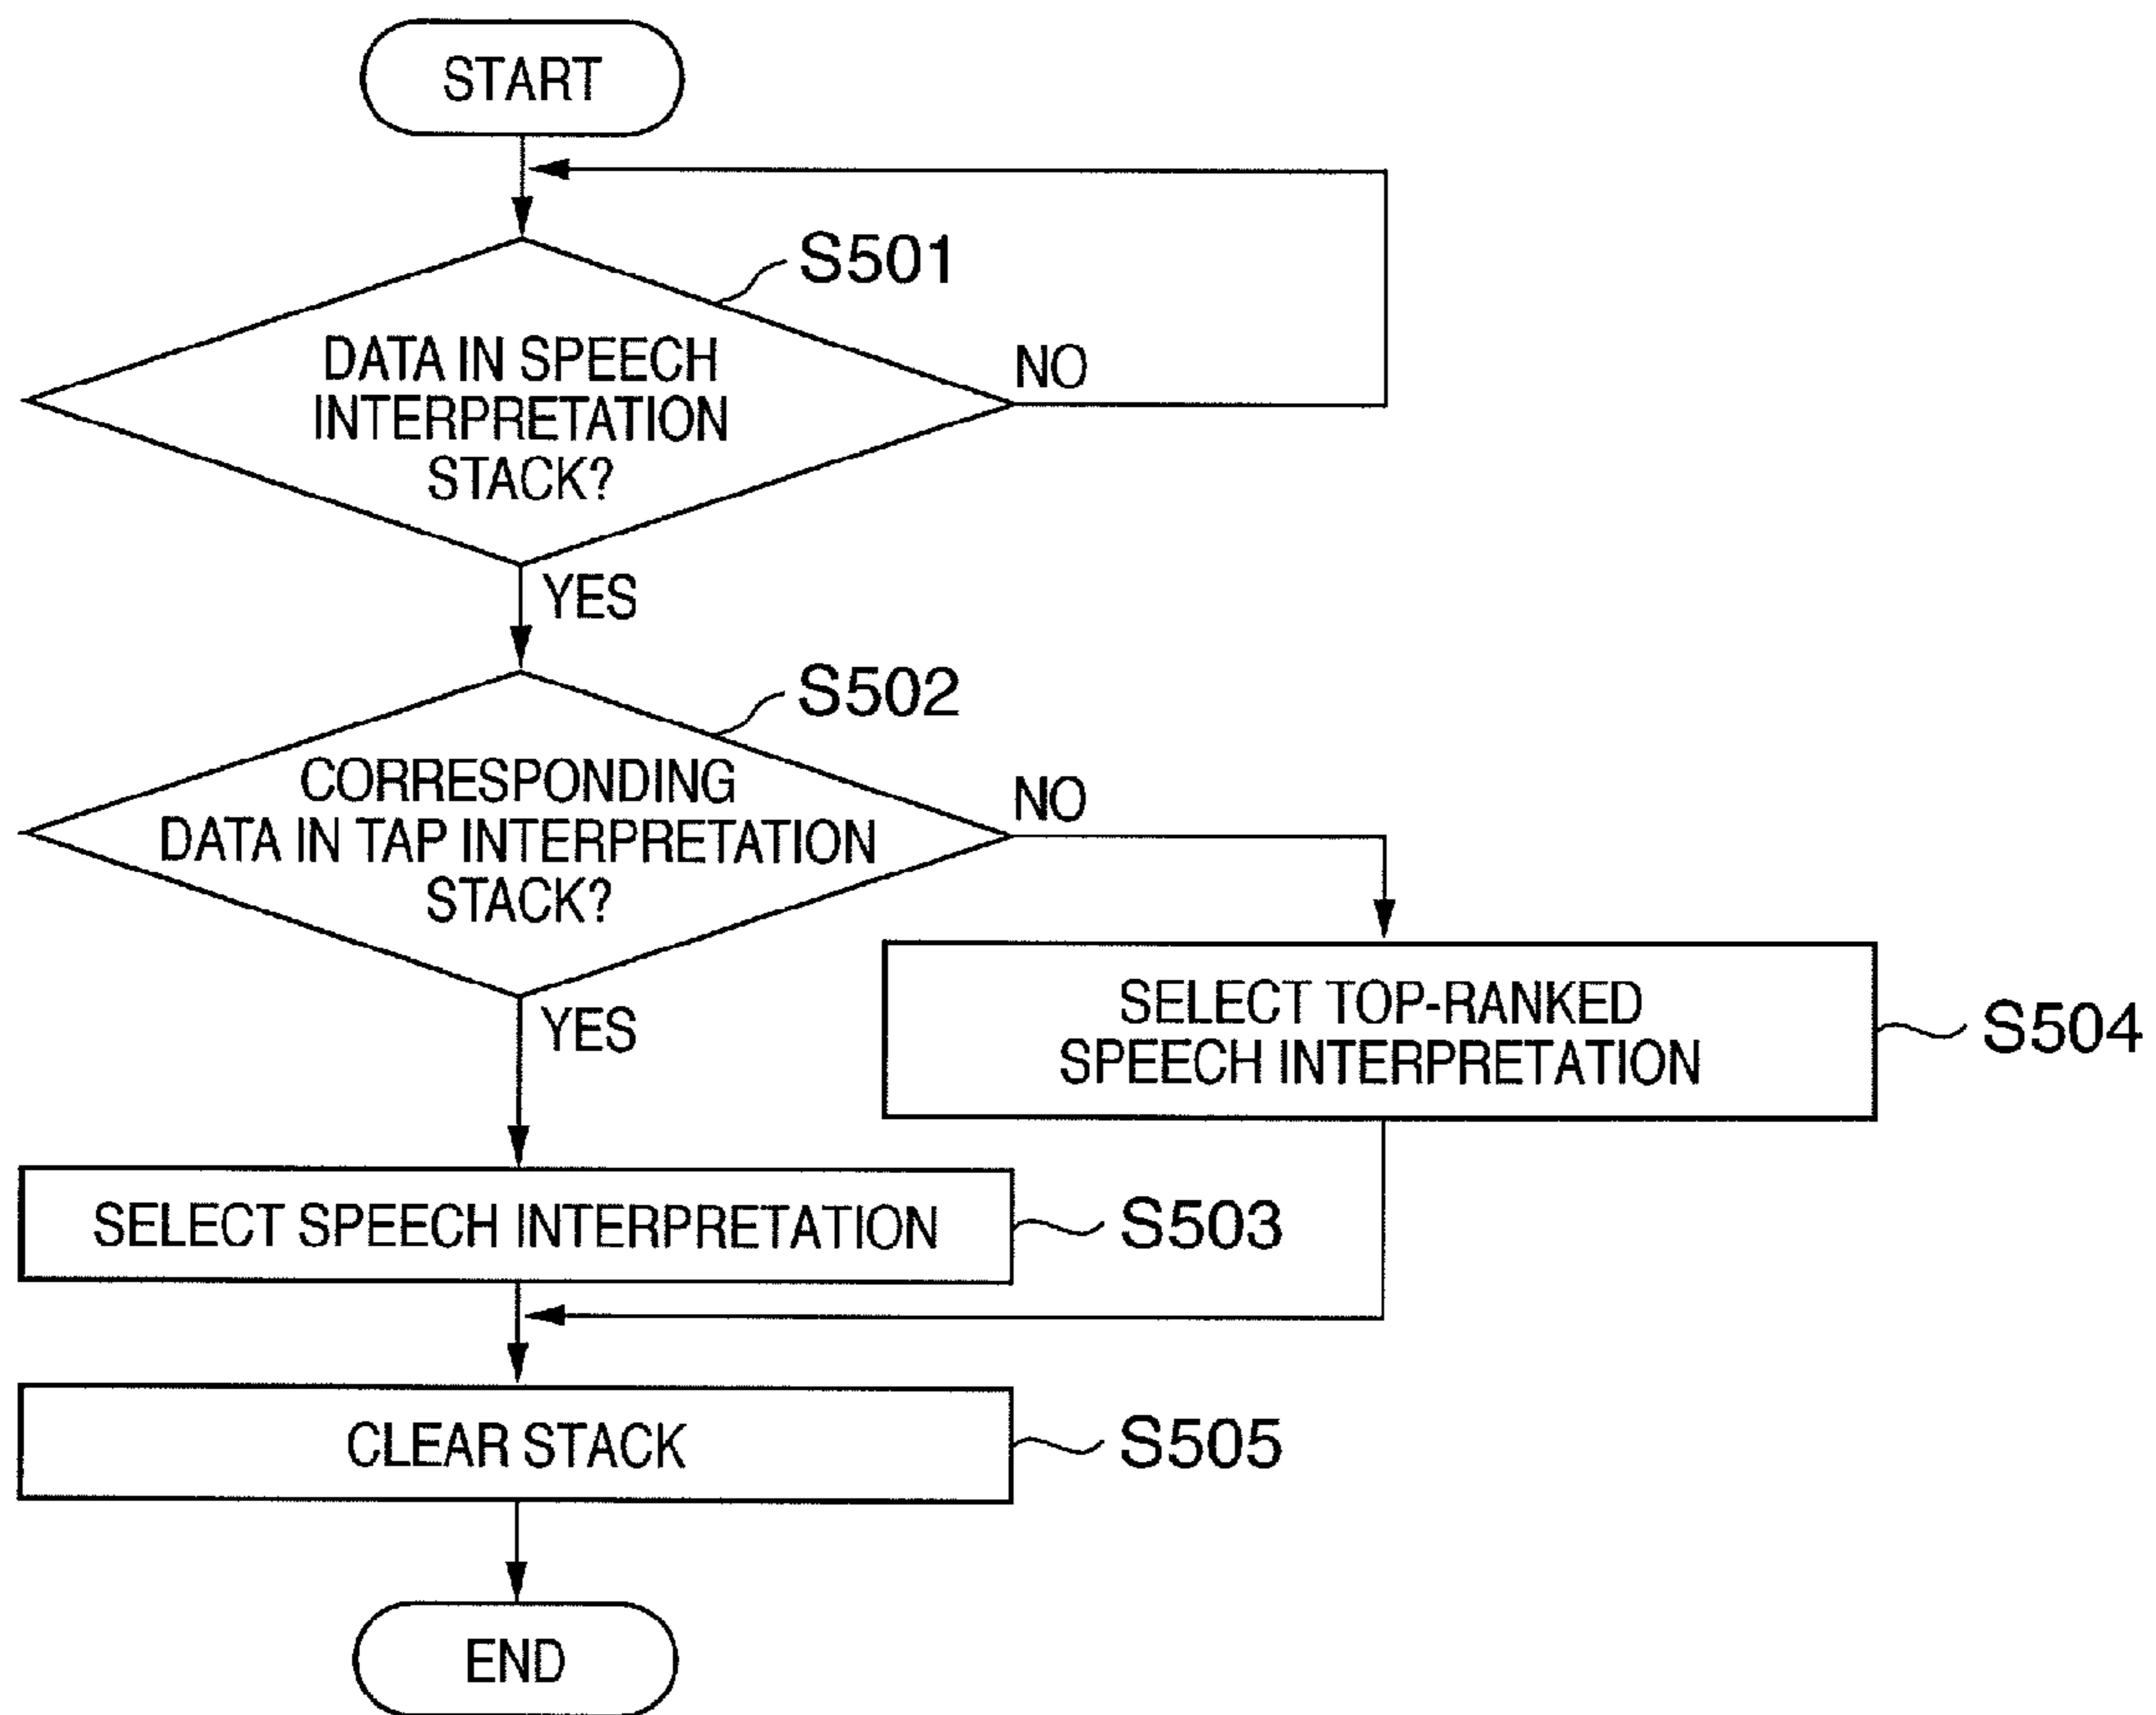 START
S501
DATA IN SPEECH
INTERPRETATION
STACK?
NO
YES
S502
CORRESPONDING
DATA IN TAP INTERPRETATION
STACK?
NO
YES
SELECT TOP-RANKED
SPEECH INTERPRETATION
S504
SELECT SPEECH INTERPRETATION
S503
CLEAR STACK
S505
END